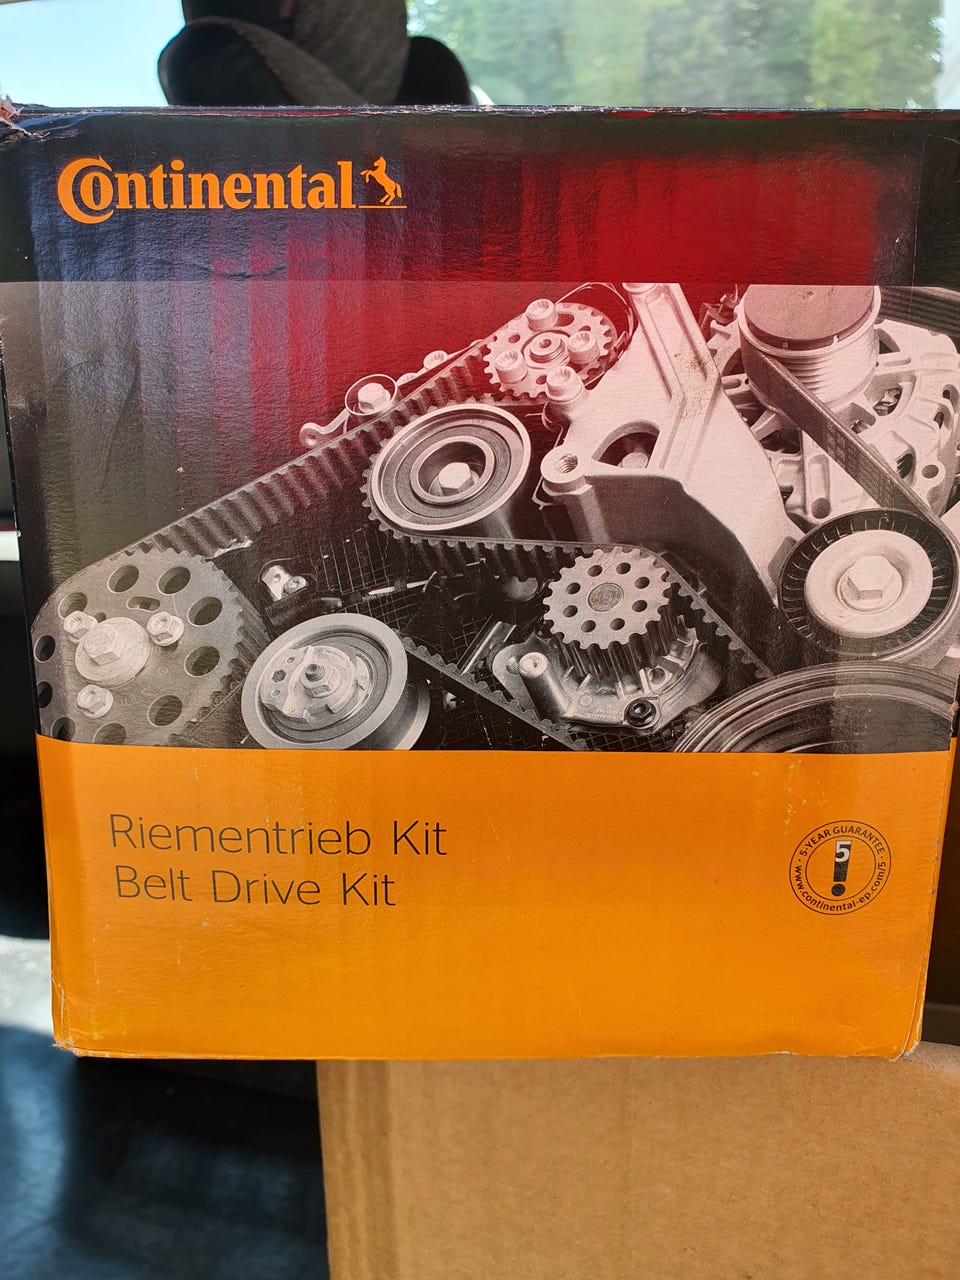 Continental
Riementrieb Kit
Belt Drive Kit
• 5 YEAR GUARANTEE •
5
www.continental-ep.com/5